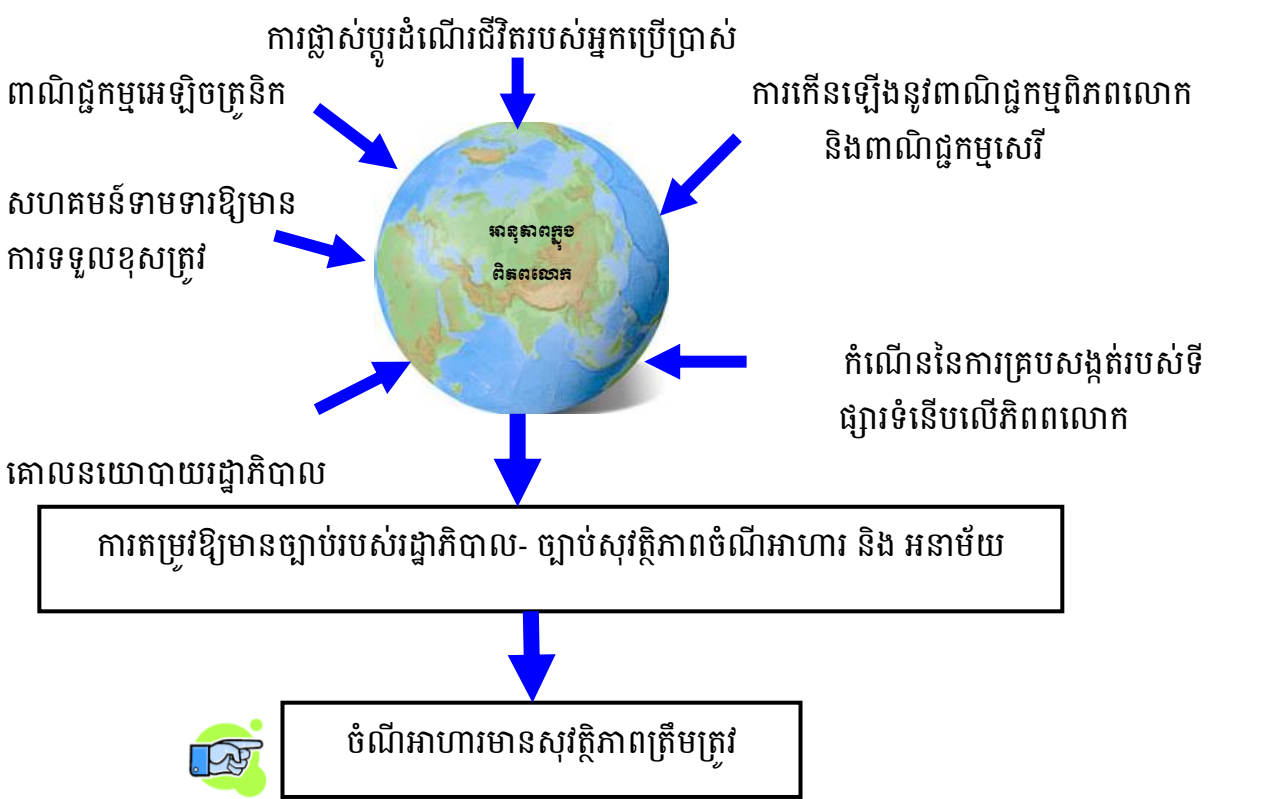 ការផ្លាស់ប្តូរដំណើរជីវិតរបស់អ្នកប្រើប្រាស់
ពាណិជ្ជកម្មអេឡិចត្រូនិក
ការកើនឡើងនូវពាណិជ្ជកម្មពិភពលោក
និងពាណិជ្ជកម្មសេរី
សហគមន៍ទាមទារឱ្យមាន
ការទទួលខុសត្រូវ
អានុភាពក្នុង
ពិភពលោក
កំណើននៃការគ្របសង្កត់របស់ទី
ផ្សារទំនើបលើភិពពលោក
គោលនយោបាយរដ្ឋាភិបាល
ការតម្រូវឱ្យមានច្បាប់របស់រដ្ឋាភិបាល- ច្បាប់សុវត្ថិភាពចំណីអាហារ និង អនាម័យ
ចំណីអាហារមានសុវត្ថិភាពត្រឹមត្រូវ